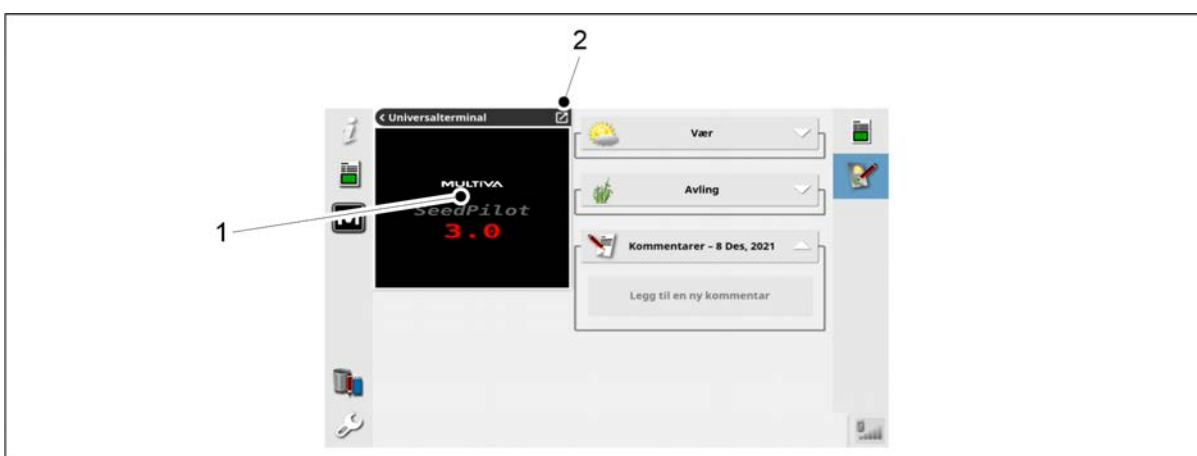 2
< Universalterminal
Vær
MULTIVA
SeedPilot
3.0
Avling
1
M
Kommentarer – 8 Des, 2021
Legg til en ny kommentar